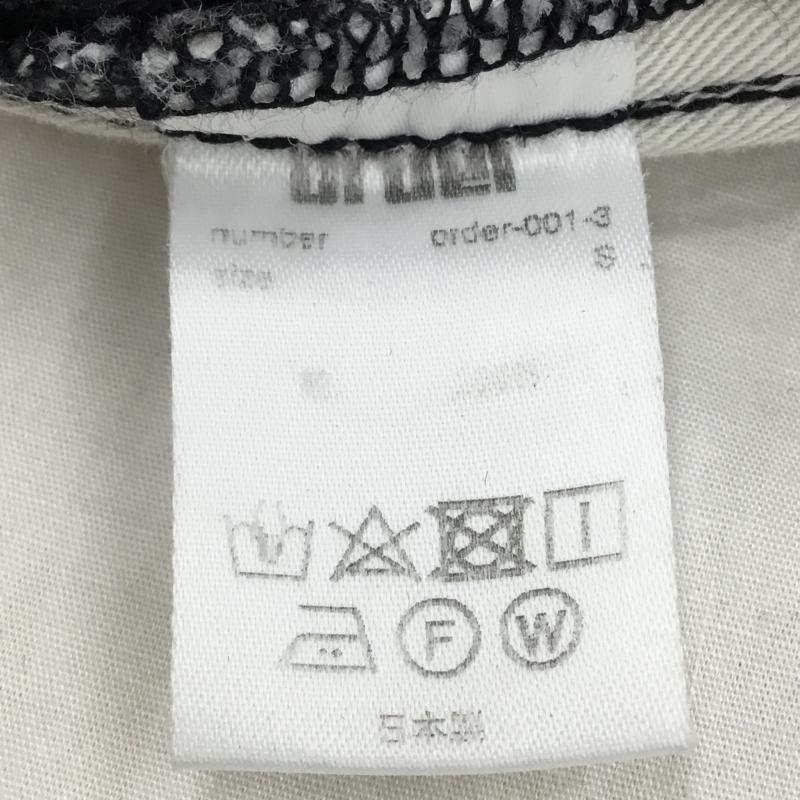 order
number order-001-3
size S
F W
日本製